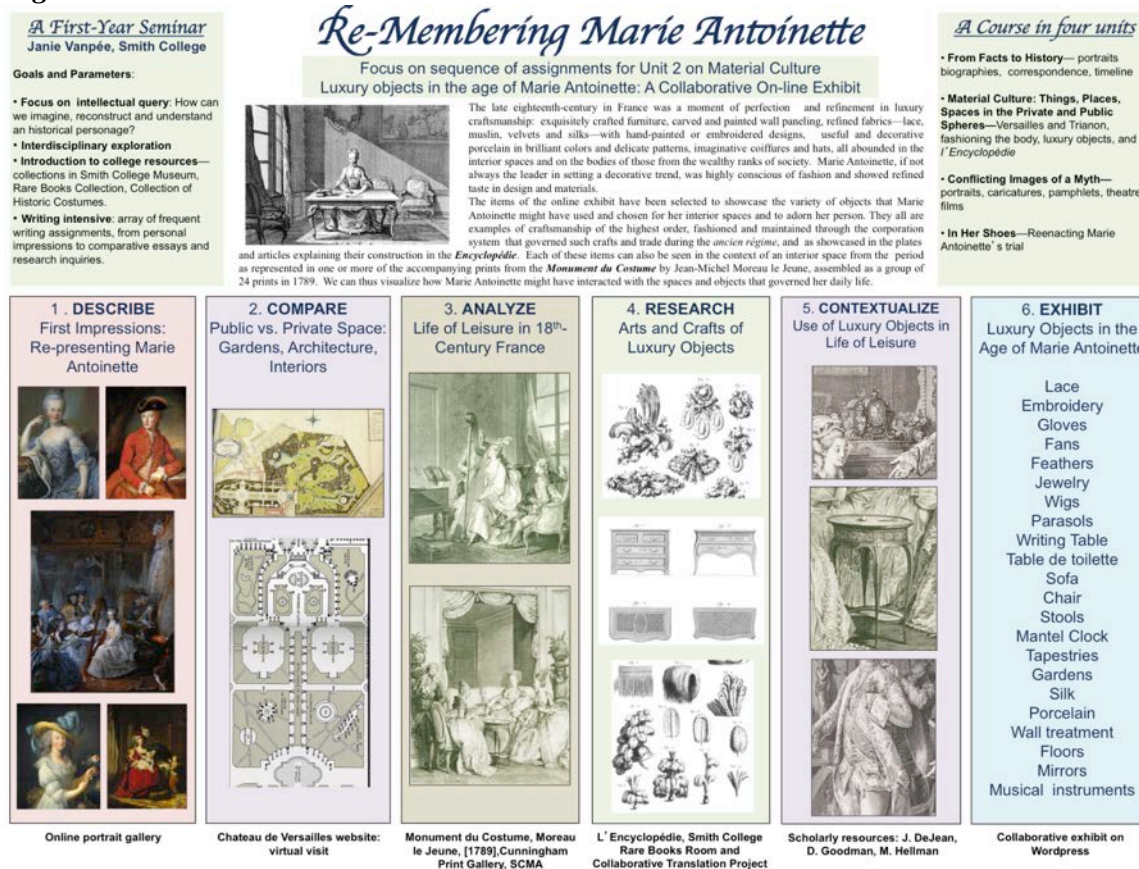 A First-Year Seminar
Janie Vanpée, Smith College
Goals and Parameters:
• Focus on intellectual query: How can
we imagine, reconstruct and understand
an historical personage?
• Interdisciplinary exploration
• Introduction to college resources—
collections in Smith College Museum,
Rare Books Collection, Collection of
Historic Costumes.
• Writing intensive: array of frequent
writing assignments, from personal
impressions to comparative essays and
research inquiries.
Re-Membering Marie Antoinette
Focus on sequence of assignments for Unit 2 on Material Culture
Luxury objects in the age of Marie Antoinette: A Collaborative On-line Exhibit
The late eighteenth-century in France was a moment of perfection and refinement in luxury
craftsmanship: exquisitely crafted furniture, carved and painted wall paneling, refined fabrics—lace,
muslin, velvets and silks—with hand-painted or embroidered designs, useful and decorative
porcelain in brilliant colors and delicate patterns, imaginative coiffures and hats, all abounded in the
interior spaces and on the bodies of those from the wealthy ranks of society. Marie Antoinette, if not
always the leader in setting a decorative trend, was highly conscious of fashion and showed refined
taste in design and materials.
The items of the online exhibit have been selected to showcase the variety of objects that Marie
Antoinette might have used and chosen for her interior spaces and to adorn her person. They all are
examples of craftsmanship of the highest order, fashioned and maintained through the corporation
system that governed such crafts and trade during the ancien régime, and as showcased in the plates
and articles explaining their construction in the Encyclopédie. Each of these items can also be seen in the context of an interior space from the period
as represented in one or more of the accompanying prints from the Monument du Costume by Jean-Michel Moreau le Jeune, assembled as a group of
24 prints in 1789. We can thus visualize how Marie Antoinette might have interacted with the spaces and objects that governed her daily life.
A Course in four units
• From Facts to History— portraits
biographies, correspondence, timeline
• Material Culture: Things, Places,
Spaces in the Private and Public
Spheres—Versailles and Trianon,
fashioning the body, luxury objects, and
l'Encyclopédie
• Conflicting Images of a Myth—
portraits, caricatures, pamphlets, theatre
films
• In Her Shoes—Reenacting Marie
Antoinette's trial
1 . DESCRIBE
First Impressions:
Re-presenting Marie
Antoinette
Online portrait gallery
2. COMPARE
Public vs. Private Space:
Gardens, Architecture,
Interiors
Chateau de Versailles website:
virtual visit
3. ANALYZE
Life of Leisure in 18th-
Century France
Monument du Costume, Moreau
le Jeune, [1789],Cunningham
Print Gallery, SCMA
4. RESEARCH
Arts and Crafts of
Luxury Objects
L'Encyclopédie, Smith College
Rare Books Room and
Collaborative Translation Project
5. CONTEXTUALIZE
Use of Luxury Objects in
Life of Leisure
Scholarly resources: J. DeJean,
D. Goodman, M. Hellman
6. EXHIBIT
Luxury Objects in the
Age of Marie Antoinette
Lace
Embroidery
Gloves
Fans
Feathers
Jewelry
Wigs
Parasols
Writing Table
Table de toilette
Sofa
Chair
Stools
Mantel Clock
Tapestries
Gardens
Silk
Porcelain
Wall treatment
Floors
Mirrors
Musical instruments
Collaborative exhibit on
Wordpress